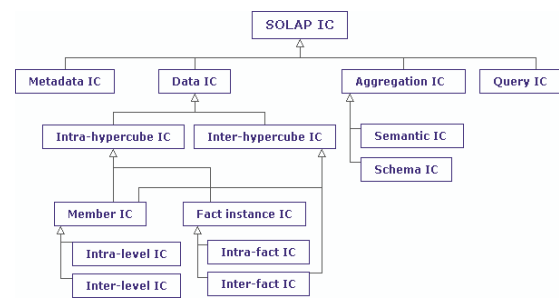 SOLAP IC
Metadata IC
Data IC
Aggregation IC
Query IC
Intra-hypercube IC
Inter-hypercube IC
Semantic IC
Schema IC
Member IC
Fact instance IC
Intra-level IC
Intra-fact IC
Inter-level IC
Inter-fact IC